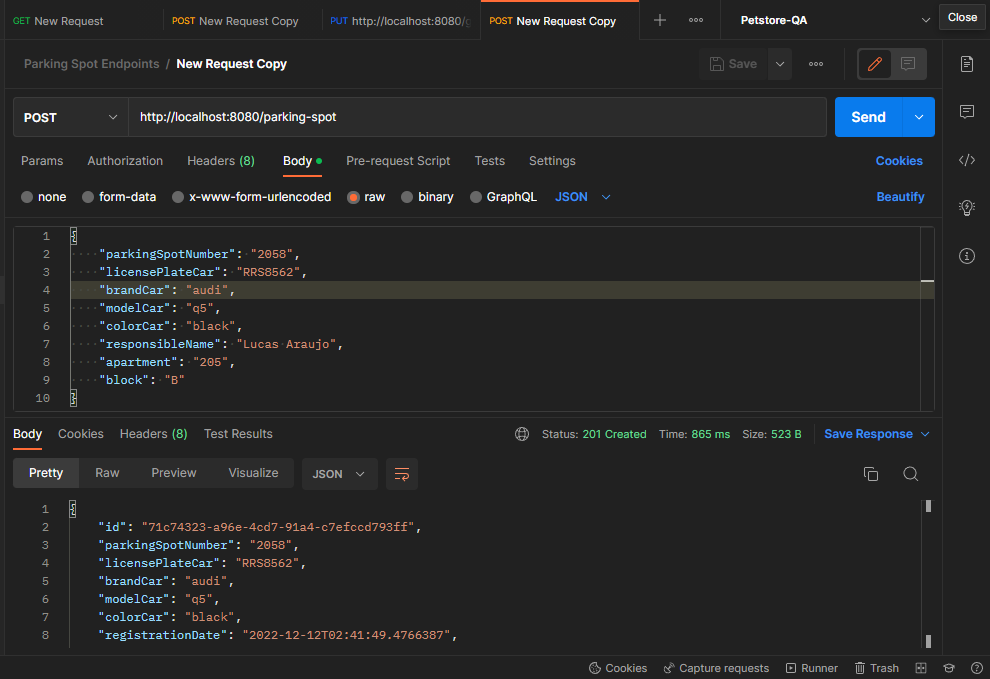 GET New Request
POST New Request Copy
PUT http://localhost:8080/
POST New Request Copy
Petstore-QA
Close
Parking Spot Endpoints / New Request Copy
Save
POST
http://localhost:8080/parking-spot
Send
Params Authorization Headers (8) Body Pre-request Script Tests Settings Cookies
none form-data x-www-form-urlencoded raw binary GraphQL JSON Beautify
1 {
2 "parkingSpotNumber": "2058",
3 "licensePlateCar": "RRS8562",
4 "brandCar": "audi",
5 "modelCar": "q5",
6 "colorCar": "black",
7 "responsibleName": "Lucas Araujo",
8 "apartment": "205",
9 "block": "B"
10 }
Body Cookies Headers (8) Test Results Status: 201 Created Time: 865 ms Size: 523 B Save Response
Pretty Raw Preview Visualize JSON
1 {
2 "id": "71c74323-a96e-4cd7-91a4-c7efccd793ff",
3 "parkingSpotNumber": "2058",
4 "licensePlateCar": "RRS8562",
5 "brandCar": "audi",
6 "modelCar": "q5",
7 "colorCar": "black",
8 "registrationDate": "2022-12-12T02:41:49.4766387",
Cookies Capture requests Runner Trash